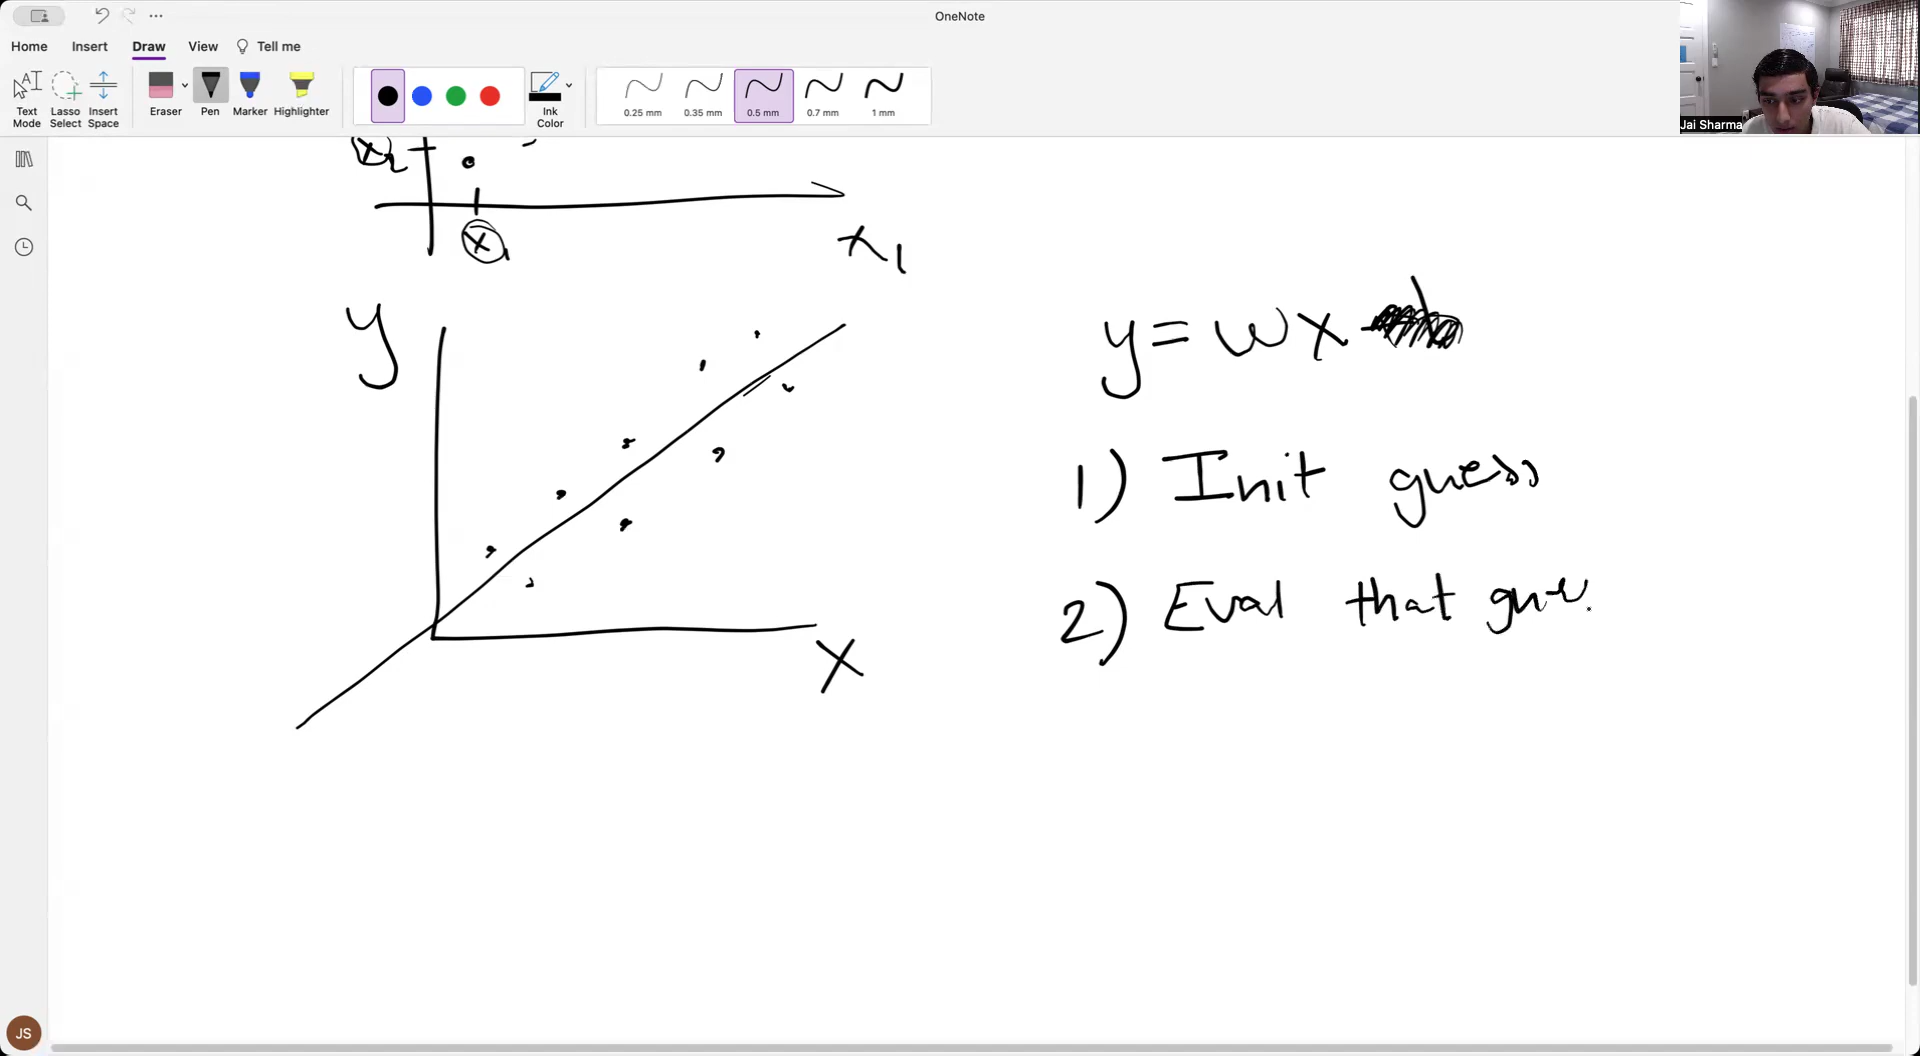 OneNote
Home Insert Draw View Tell me
Text Mode
Lasso Select
Insert Space
Eraser
Pen
Marker
Highlighter
Ink Color
0.25 mm
0.35 mm
0.5 mm
0.7 mm
1 mm
Jai Sharma
x2
x1
x1
y
x
y = wx
1) Init guess
2) Eval that gue
JS